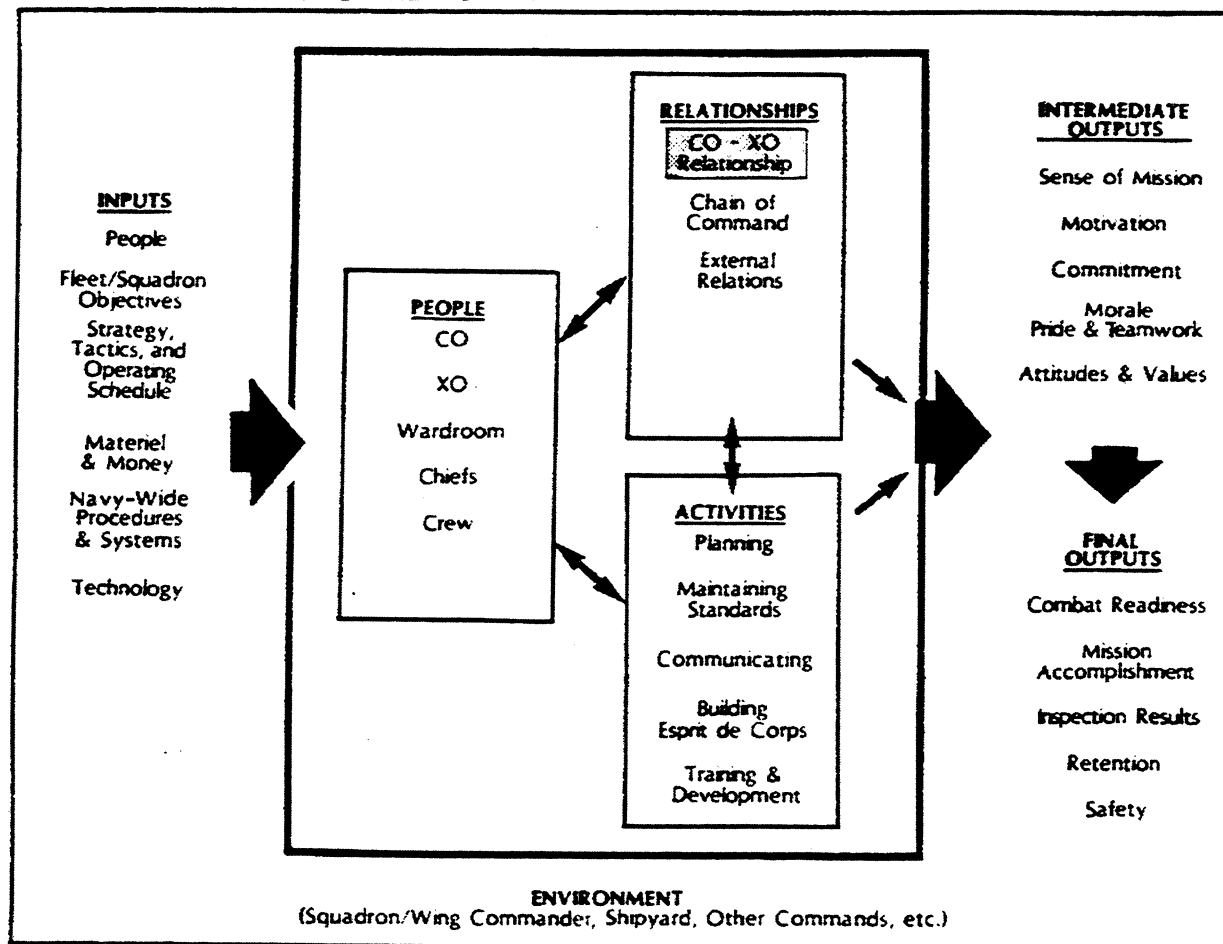 INPUTS
People
Fleet/Squadron
Objectives
Strategy,
Tactics, and
Operating
Schedule
Materiel
& Money
Navy-Wide
Procedures
& Systems
Technology
PEOPLE
CO
XO
Wardroom
Chiefs
Crew
RELATIONSHIPS
CO - XO
Relationship
Chain of
Command
External
Relations
ACTIVITIES
Planning
Maintaining
Standards
Communicating
Building
Esprit de Corps
Training &
Development
INTERMEDIATE
OUTPUTS
Sense of Mission
Motivation
Commitment
Morale
Pride & Teamwork
Attitudes & Values
FINAL
OUTPUTS
Combat Readiness
Mission
Accomplishment
Inspection Results
Retention
Safety
ENVIRONMENT
(Squadron/Wing Commander, Shipyard, Other Commands, etc.)